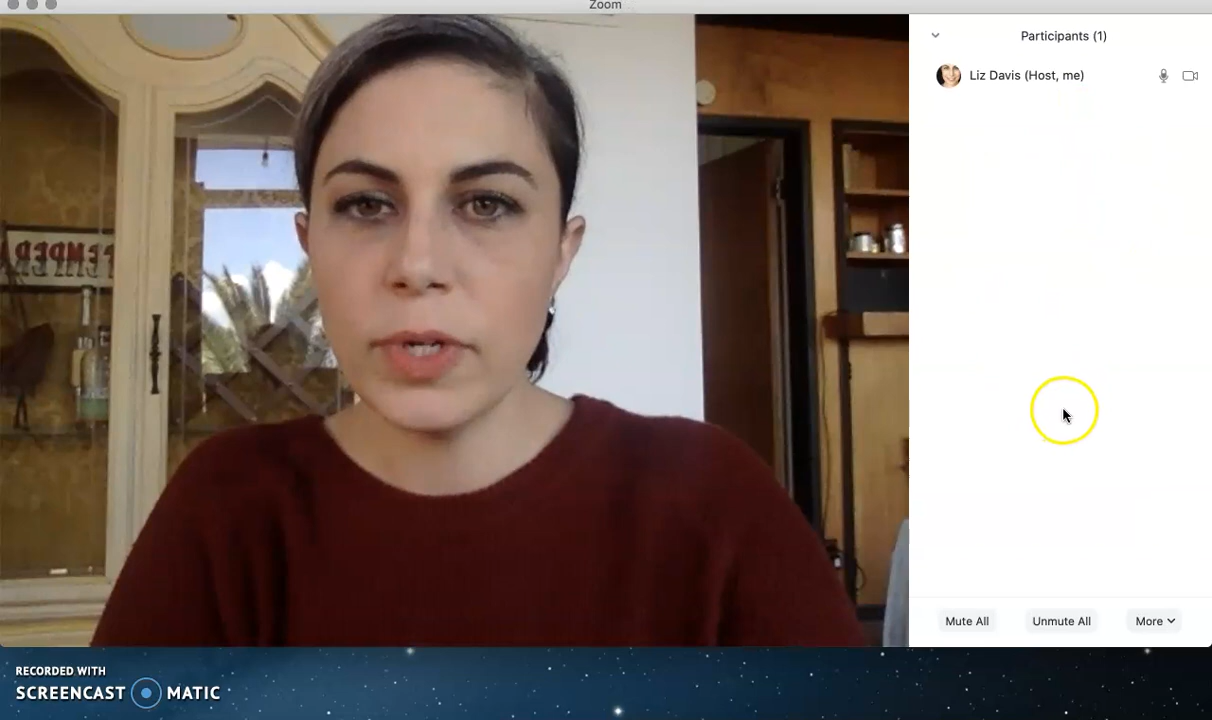 Zoom
Participants (1)
Liz Davis (Host, me)
Mute All
Unmute All
More
RECORDED WITH
SCREENCAST MATIC